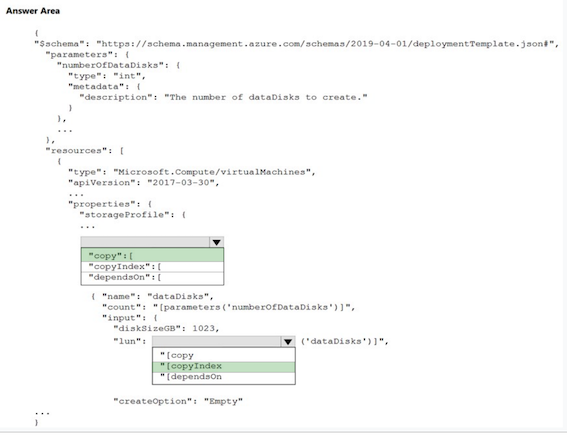 Answer Area
{
"$schema": "https://schema.management.azure.com/schemas/2019-04-01/deploymentTemplate.json#",
"parameters": {
"numberOfDataDisks": {
"type": "int",
"metadata": {
"description": "The number of dataDisks to create."
}
},
...
},
"resources": [
{
"type": "Microsoft.Compute/virtualMachines",
"apiVersion": "2017-03-30",
...
"properties": {
"storageProfile": {
...
"copy":[
"copyIndex":[
"dependsOn":[
{ "name": "dataDisks",
"count": "[parameters('numberOfDataDisks')]",
"input": {
"diskSizeGB": 1023,
"lun": ('dataDisks')]",
"[copy
"[copyIndex
"[dependsOn
"createOption": "Empty"
...
}